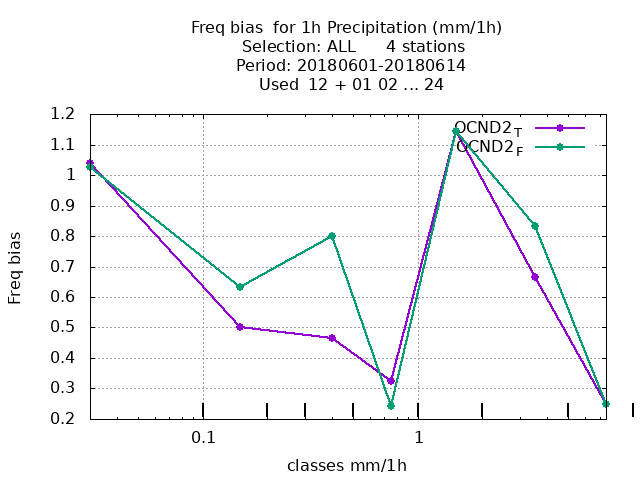 Freq bias  for 1h Precipitation (mm/1h)
Selection: ALL      4 stations
Period: 20180601-20180614
Used  12 + 01 02 ... 24
OCND2_T
OCND2_F
1.2
1.1
1
0.9
0.8
0.7
0.6
0.5
0.4
0.3
0.2
Freq bias
0.1
1
classes mm/1h